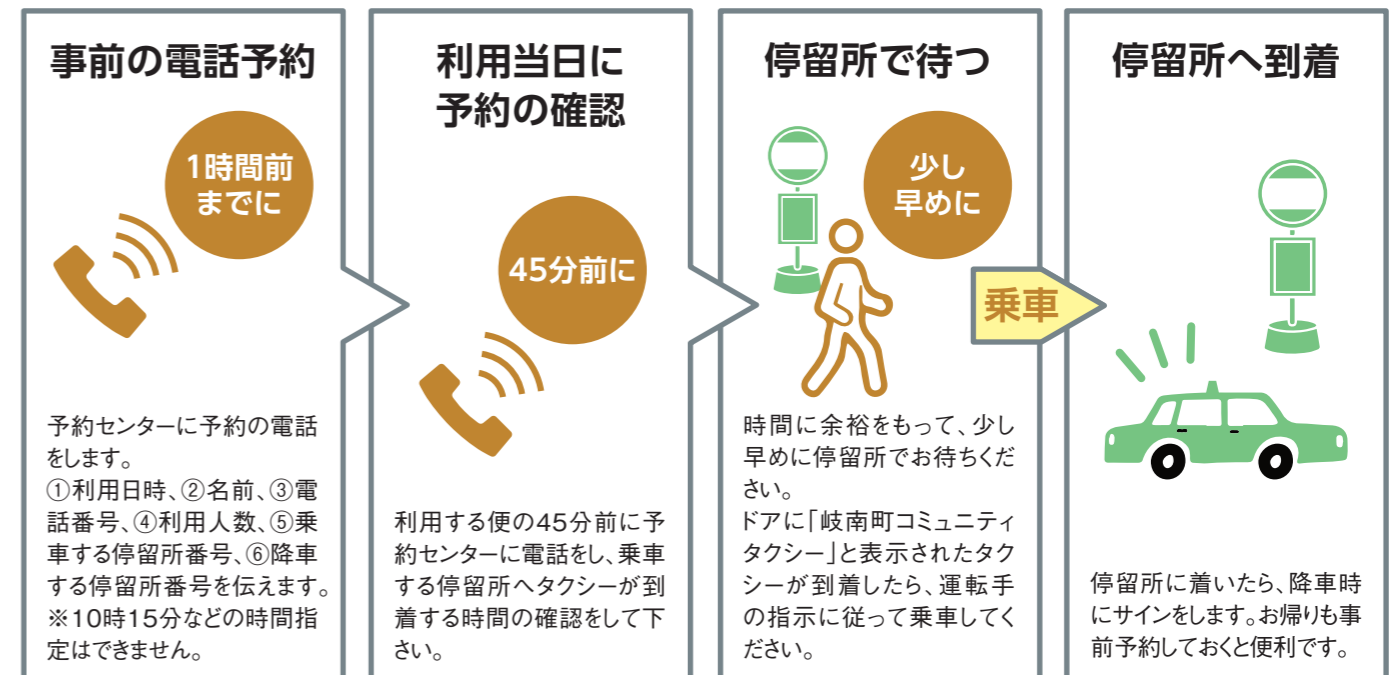 事前の電話予約
1時間前
までに
予約センターに予約の電話
をします。
①利用日時、②名前、③電
話番号、④利用人数、⑤乗
車する停留所番号、⑥降車
する停留所番号を伝えます。
※10時15分などの時間指
定はできません。
利用当日に
予約の確認
45分前に
利用する便の45分前に予
約センターに電話をし、乗車
する停留所へタクシーが到
着する時間の確認をして下
さい。
停留所で待つ
少し
早めに
時間に余裕をもって、少し
早めに停留所でお待ちくだ
さい。
ドアに「岐南町コミュニティ
タクシー」と表示されたタク
シーが到着したら、運転手
の指示に従って乗車してく
ださい。
乗車
停留所へ到着
停留所に着いたら、降車時
にサインをします。お帰りも事
前予約しておくと便利です。